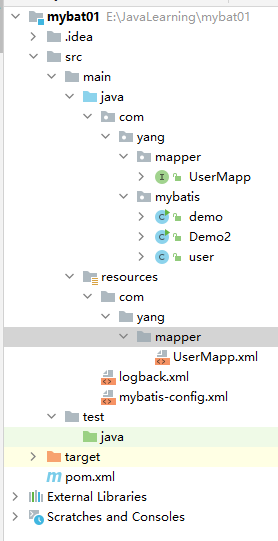 mybat01 E:\JavaLearning\mybat01
.idea
src
main
java
com
yang
mapper
UserMapp
mybatis
demo
Demo2
user
resources
com
yang
mapper
UserMapp.xml
logback.xml
mybatis-config.xml
test
java
target
pom.xml
External Libraries
Scratches and Consoles